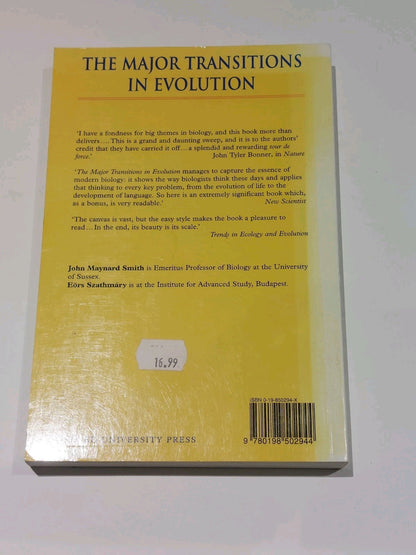 THE MAJOR TRANSITIONS
IN EVOLUTION
'I have a fondness for big themes in biology, and this book more than
delivers.... This is a grand and daunting sweep, and it is to the authors'
credit that they have carried it off... a splendid and rewarding tour de
force.' John Tyler Bonner, in Nature
'The Major Transitions in Evolution manages to capture the essence of
modern biology: it shows the way biologists think these days and applies
that thinking to every key problem, from the evolution of life to the
development of language. So here is an extremely significant book which,
as a bonus, is very readable.' New Scientist
'The canvas is vast, but the easy style makes the book a pleasure to
read... In the end, its beauty is its scale.'
Trends in Ecology and Evolution
John Maynard Smith is Emeritus Professor of Biology at the University
of Sussex.
Eörs Szathmáry is at the Institute for Advanced Study, Budapest.
16.99
ISBN 0-19-850294-X
9 780198 502944
UNIVERSITY PRESS